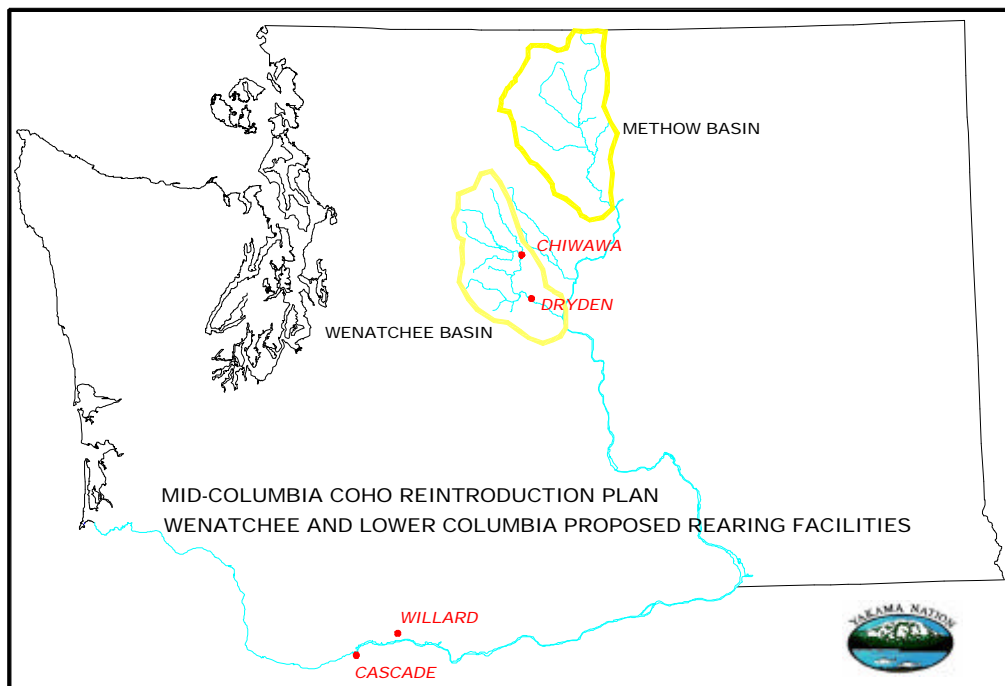 METHOW BASIN
CHIWAWA
DRYDEN
WENATCHEE BASIN
MID-COLUMBIA COHO REINTRODUCTION PLAN
WENATCHEE AND LOWER COLUMBIA PROPOSED REARING FACILITIES
WILLARD
CASCADE
YAKAMA NATION